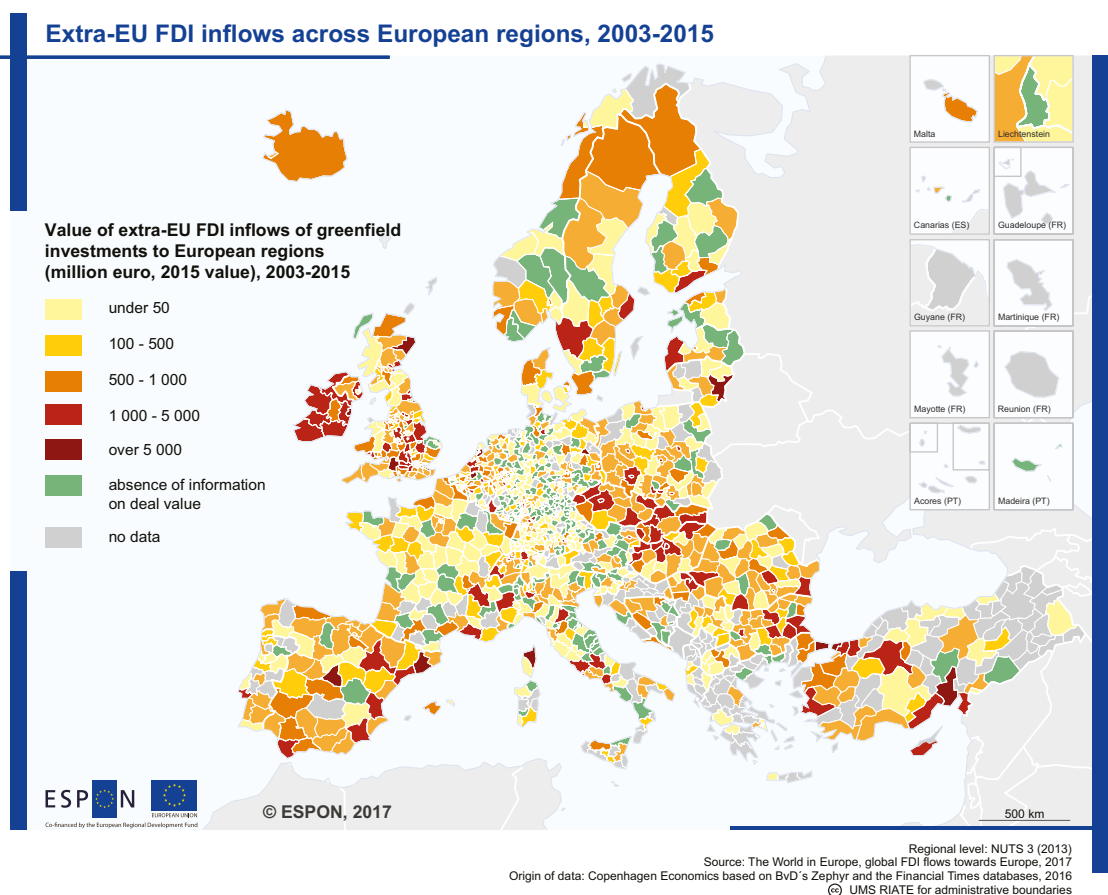 Extra-EU FDI inflows across European regions, 2003-2015
Malta
Liechtenstein
Canarias (ES)
Guadeloupe (FR)
Guyane (FR)
Martinique (FR)
Mayotte (FR)
Reunion (FR)
Acores (PT)
Madeira (PT)
Value of extra-EU FDI inflows of greenfield
investments to European regions
(million euro, 2015 value), 2003-2015
under 50
100 - 500
500 - 1 000
1 000 - 5 000
over 5 000
absence of information
on deal value
no data
ESPON
EUROPEAN UNION
Co-financed by the European Regional Development Fund
© ESPON, 2017
500 km
Regional level: NUTS 3 (2013)
Source: The World in Europe, global FDI flows towards Europe, 2017
Origin of data: Copenhagen Economics based on BvD´s Zephyr and the Financial Times databases, 2016
(cc) UMS RIATE for administrative boundaries